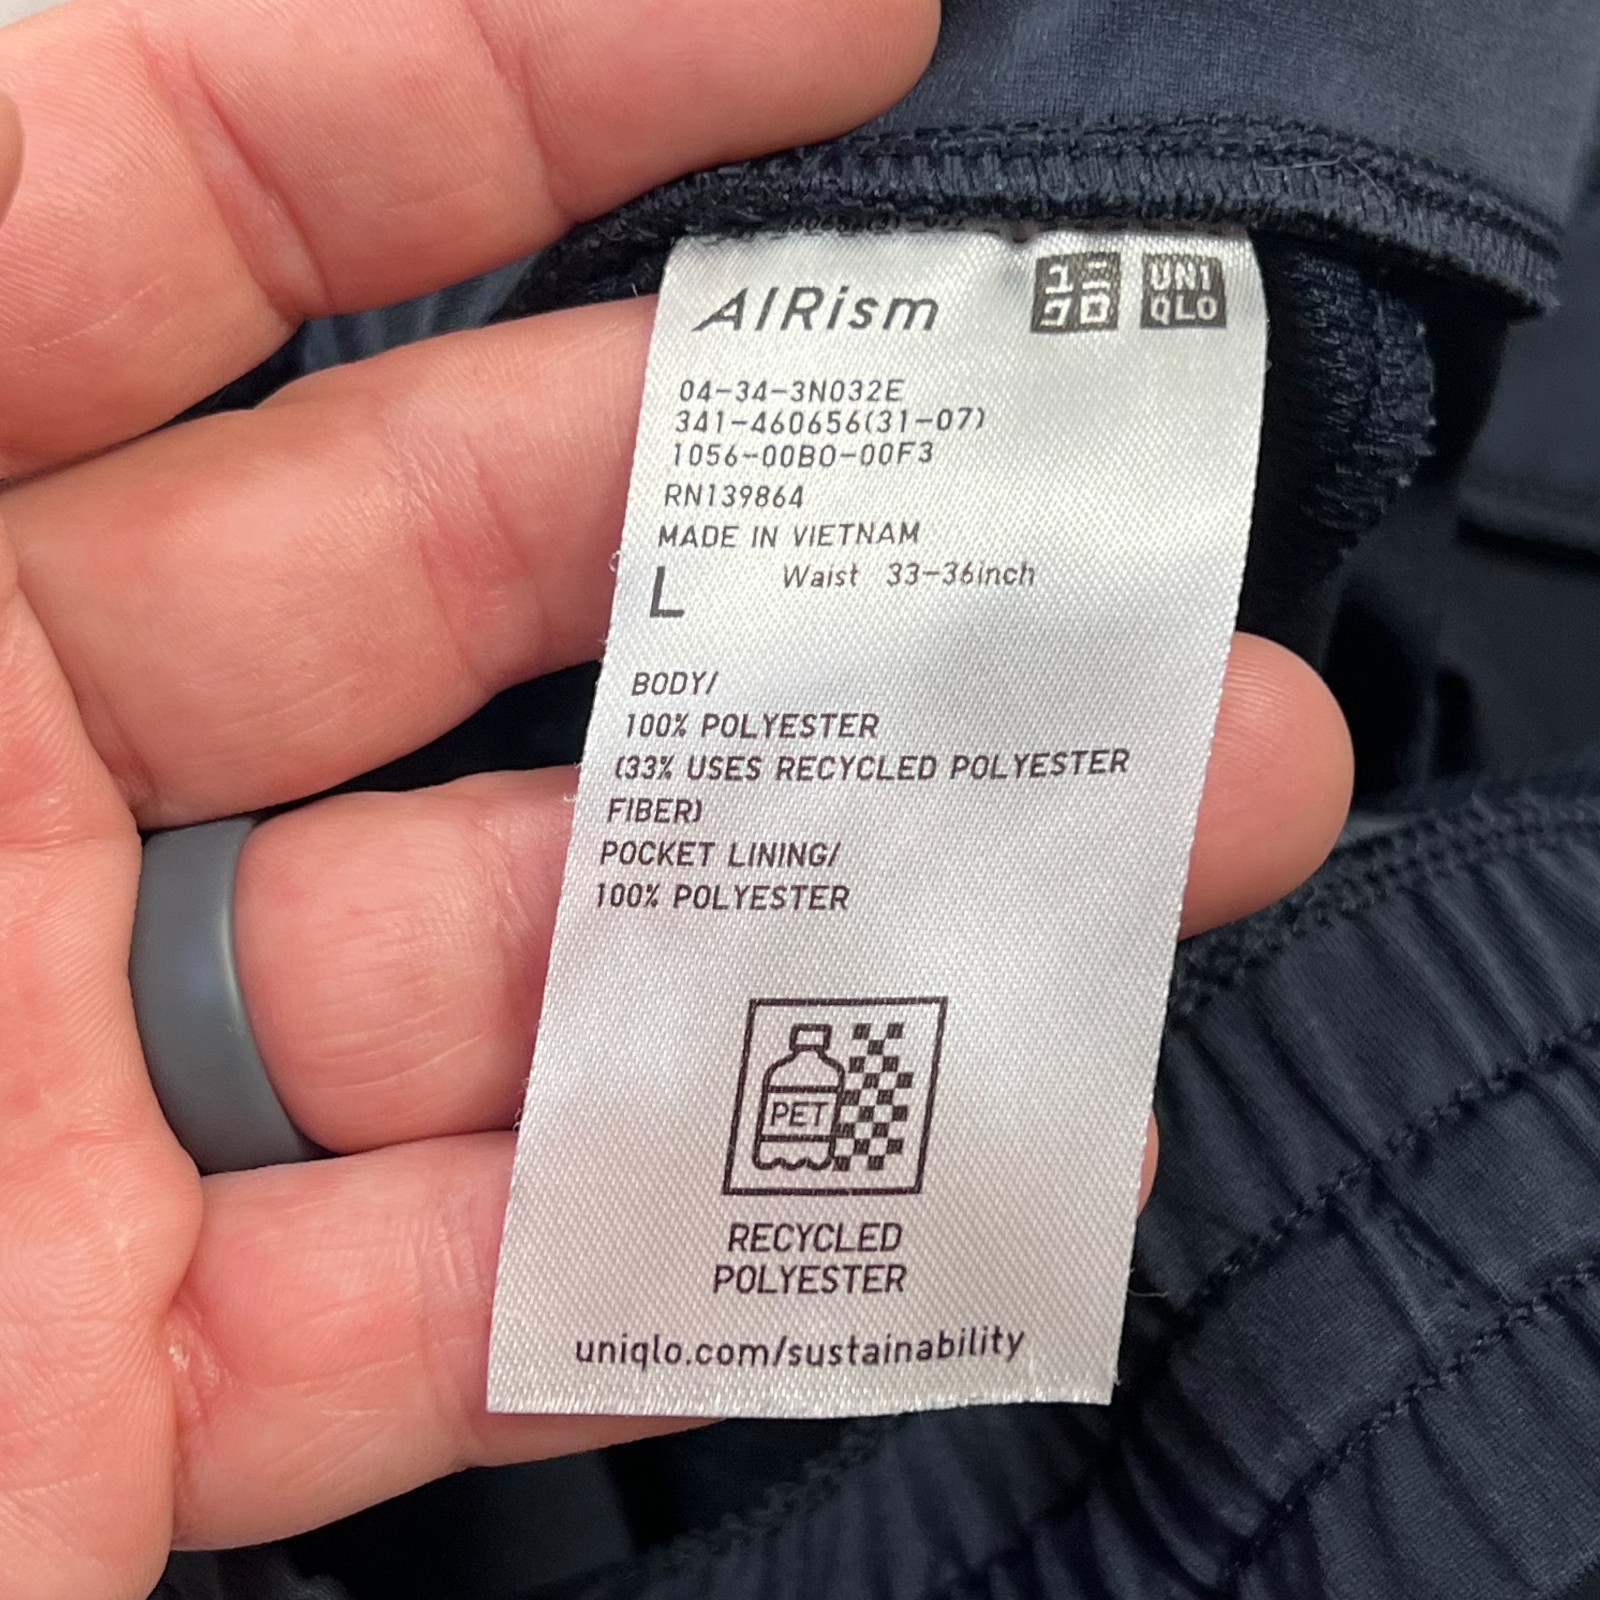 AIRism
ユニ
クロ
UNI
QLO
04-34-3N032E
341-460656(31-07)
1056-00B0-00F3
RN139864
MADE IN VIETNAM
L Waist 33-36inch
BODY/
100% POLYESTER
(33% USES RECYCLED POLYESTER
FIBER)
POCKET LINING/
100% POLYESTER
PET
RECYCLED
POLYESTER
uniqlo.com/sustainability